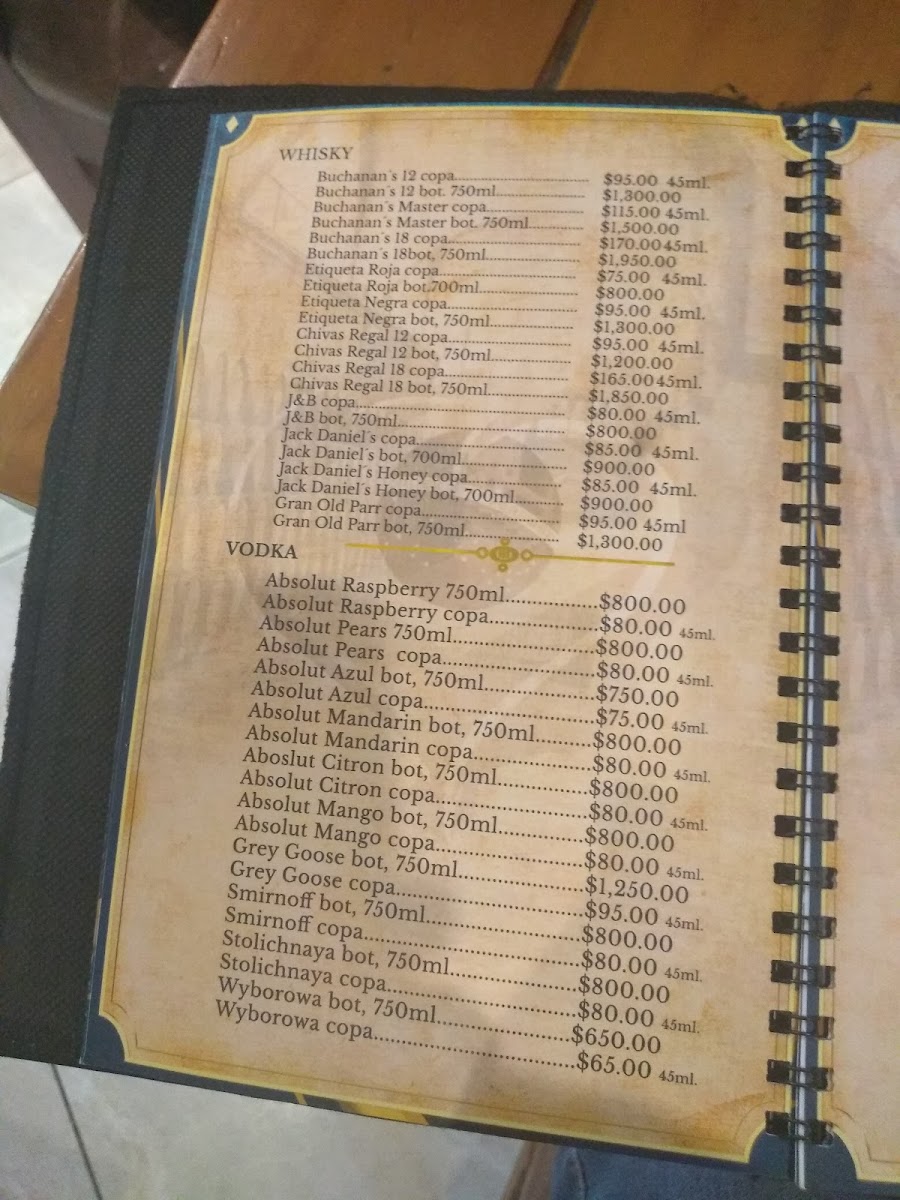 WHISKY
Buchanan´s 12 copa........ $95.00 45ml.
Buchanan´s 12 bot. 750ml........ $1,300.00
Buchanan´s Master copa........ $115.00 45ml.
Buchanan´s Master bot. 750ml........ $1,500.00
Buchanan´s 18 copa........ $170.00 45ml.
Buchanan´s 18bot, 750ml........ $1,950.00
Etiqueta Roja copa........ $75.00 45ml.
Etiqueta Roja bot.700ml........ $800.00
Etiqueta Negra copa........ $95.00 45ml.
Etiqueta Negra bot, 750ml........ $1,300.00
Chivas Regal 12 copa........ $95.00 45ml.
Chivas Regal 12 bot, 750ml........ $1,200.00
Chivas Regal 18 copa........ $165.00 45ml.
Chivas Regal 18 bot, 750ml........ $1,850.00
J&B copa........ $80.00 45ml.
J&B bot, 750ml........ $800.00
Jack Daniel´s copa........ $85.00 45ml.
Jack Daniel´s bot, 700ml........ $900.00
Jack Daniel´s Honey copa........ $85.00 45ml.
Jack Daniel´s Honey bot, 700ml........ $900.00
Gran Old Parr copa........ $95.00 45ml
Gran Old Parr bot, 750ml........ $1,300.00
VODKA
Absolut Raspberry 750ml........$800.00
Absolut Raspberry copa........$80.00 45ml.
Absolut Pears 750ml........$800.00
Absolut Pears copa........$80.00 45ml.
Absolut Azul bot, 750ml........$750.00
Absolut Azul copa........$75.00 45ml.
Absolut Mandarin bot, 750ml........$800.00
Absolut Mandarin copa........$80.00 45ml.
Aboslut Citron bot, 750ml........$800.00
Absolut Citron copa........$80.00 45ml.
Absolut Mango bot, 750ml........$800.00
Absolut Mango copa........$80.00 45ml.
Grey Goose bot, 750ml........$1,250.00
Grey Goose copa........$95.00 45ml.
Smirnoff bot, 750ml........$800.00
Smirnoff copa........$80.00 45ml.
Stolichnaya bot, 750ml........$800.00
Stolichnaya copa........$80.00 45ml.
Wyborowa bot, 750ml........$650.00
Wyborowa copa........$65.00 45ml.